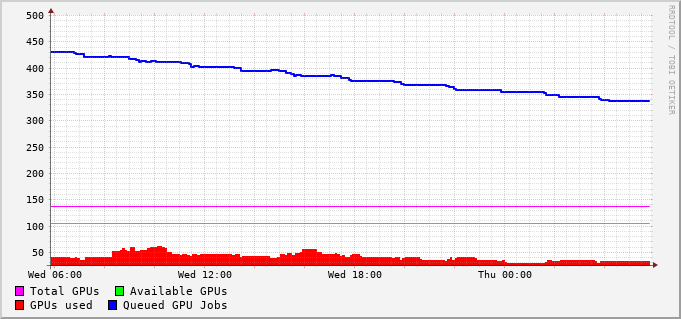 500
450
400
350
300
250
200
150
100
50
Wed 06:00 Wed 12:00 Wed 18:00 Thu 00:00
Total GPUs Available GPUs
GPUs used Queued GPU Jobs
RRDTOOL / TOBI OETIKER